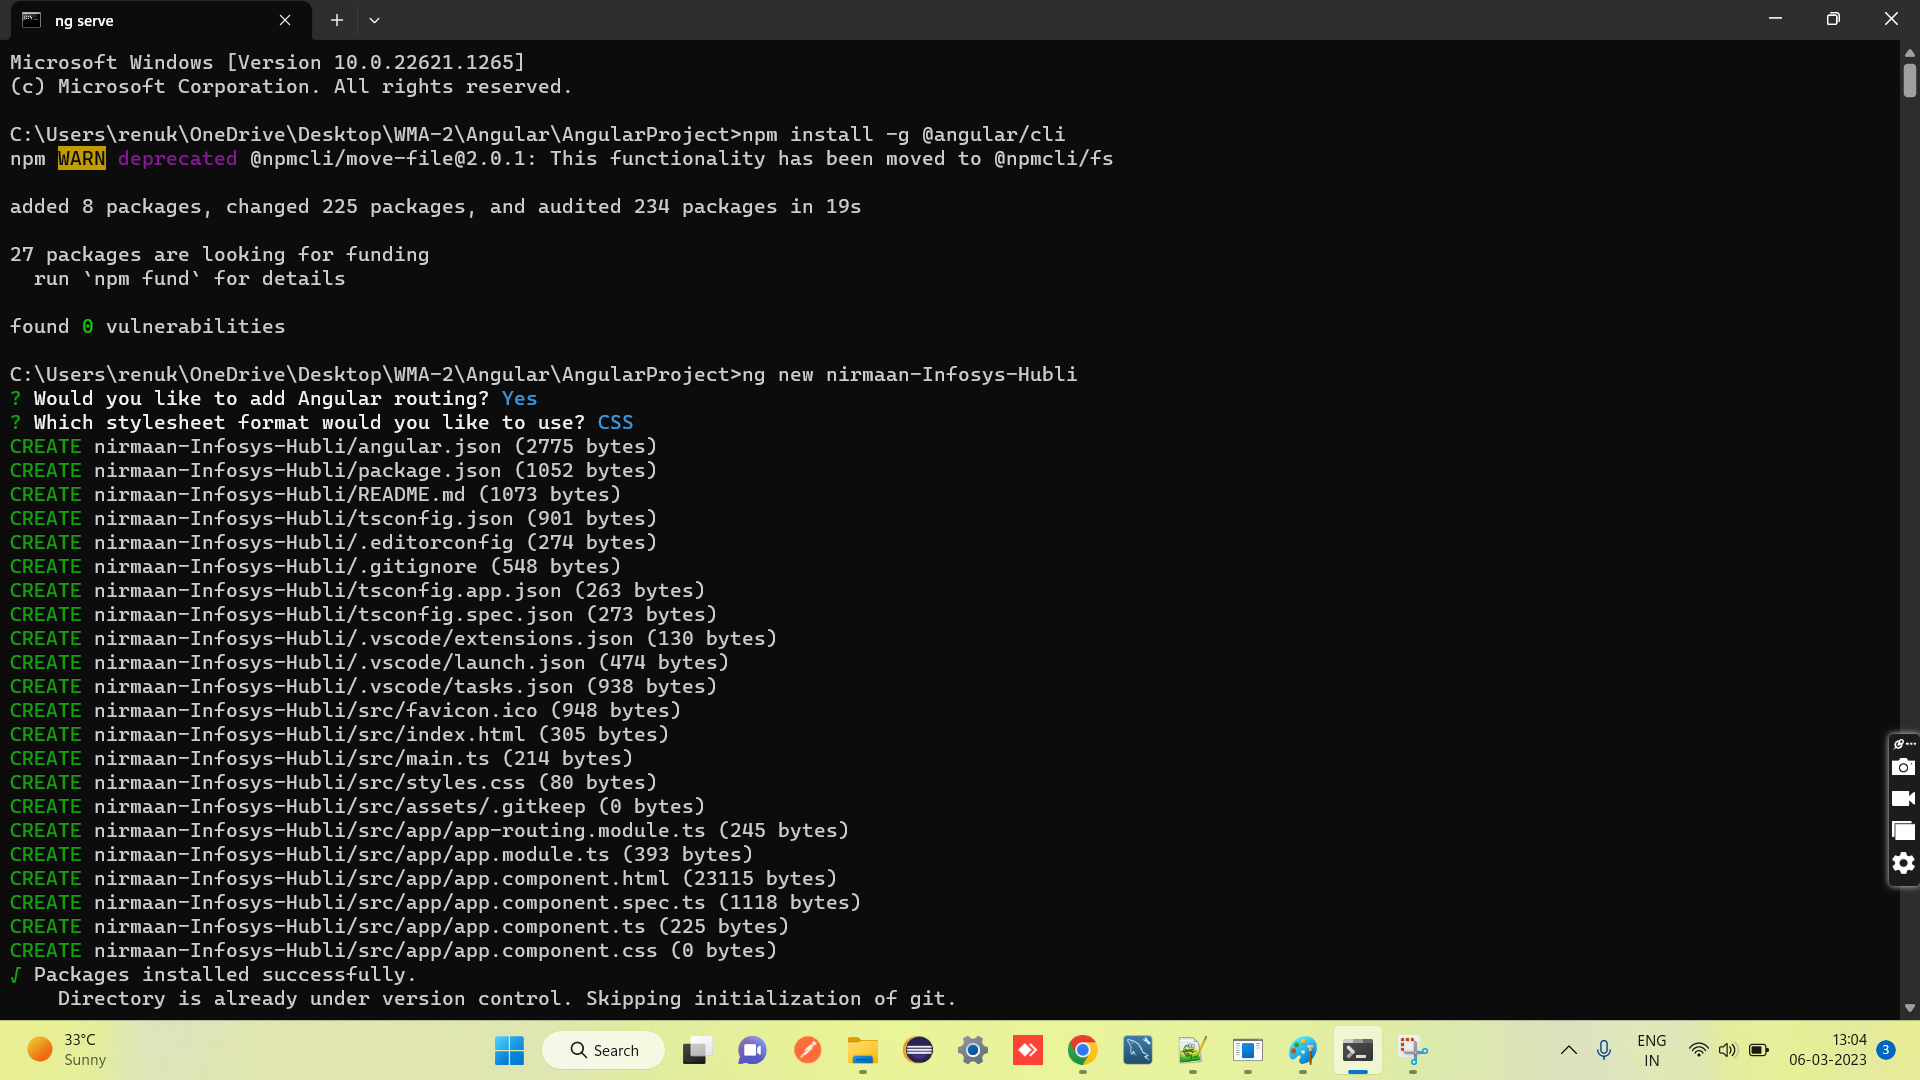 ng serve
Microsoft Windows [Version 10.0.22621.1265]
(c) Microsoft Corporation. All rights reserved.
C:\Users\renuk\OneDrive\Desktop\WMA-2\Angular\AngularProject>npm install -g @angular/cli
npm WARN deprecated @npmcli/move-file@2.0.1: This functionality has been moved to @npmcli/fs
added 8 packages, changed 225 packages, and audited 234 packages in 19s
27 packages are looking for funding
  run `npm fund` for details
found 0 vulnerabilities
C:\Users\renuk\OneDrive\Desktop\WMA-2\Angular\AngularProject>ng new nirmaan-Infosys-Hubli
? Would you like to add Angular routing? Yes
? Which stylesheet format would you like to use? CSS
CREATE nirmaan-Infosys-Hubli/angular.json (2775 bytes)
CREATE nirmaan-Infosys-Hubli/package.json (1052 bytes)
CREATE nirmaan-Infosys-Hubli/README.md (1073 bytes)
CREATE nirmaan-Infosys-Hubli/tsconfig.json (901 bytes)
CREATE nirmaan-Infosys-Hubli/.editorconfig (274 bytes)
CREATE nirmaan-Infosys-Hubli/.gitignore (548 bytes)
CREATE nirmaan-Infosys-Hubli/tsconfig.app.json (263 bytes)
CREATE nirmaan-Infosys-Hubli/tsconfig.spec.json (273 bytes)
CREATE nirmaan-Infosys-Hubli/.vscode/extensions.json (130 bytes)
CREATE nirmaan-Infosys-Hubli/.vscode/launch.json (474 bytes)
CREATE nirmaan-Infosys-Hubli/.vscode/tasks.json (938 bytes)
CREATE nirmaan-Infosys-Hubli/src/favicon.ico (948 bytes)
CREATE nirmaan-Infosys-Hubli/src/index.html (305 bytes)
CREATE nirmaan-Infosys-Hubli/src/main.ts (214 bytes)
CREATE nirmaan-Infosys-Hubli/src/styles.css (80 bytes)
CREATE nirmaan-Infosys-Hubli/src/assets/.gitkeep (0 bytes)
CREATE nirmaan-Infosys-Hubli/src/app/app-routing.module.ts (245 bytes)
CREATE nirmaan-Infosys-Hubli/src/app/app.module.ts (393 bytes)
CREATE nirmaan-Infosys-Hubli/src/app/app.component.html (23115 bytes)
CREATE nirmaan-Infosys-Hubli/src/app/app.component.spec.ts (1118 bytes)
CREATE nirmaan-Infosys-Hubli/src/app/app.component.ts (225 bytes)
CREATE nirmaan-Infosys-Hubli/src/app/app.component.css (0 bytes)
√ Packages installed successfully.
    Directory is already under version control. Skipping initialization of git.
33°C
Sunny
Search
ENG
IN
13:04
06-03-2023
3